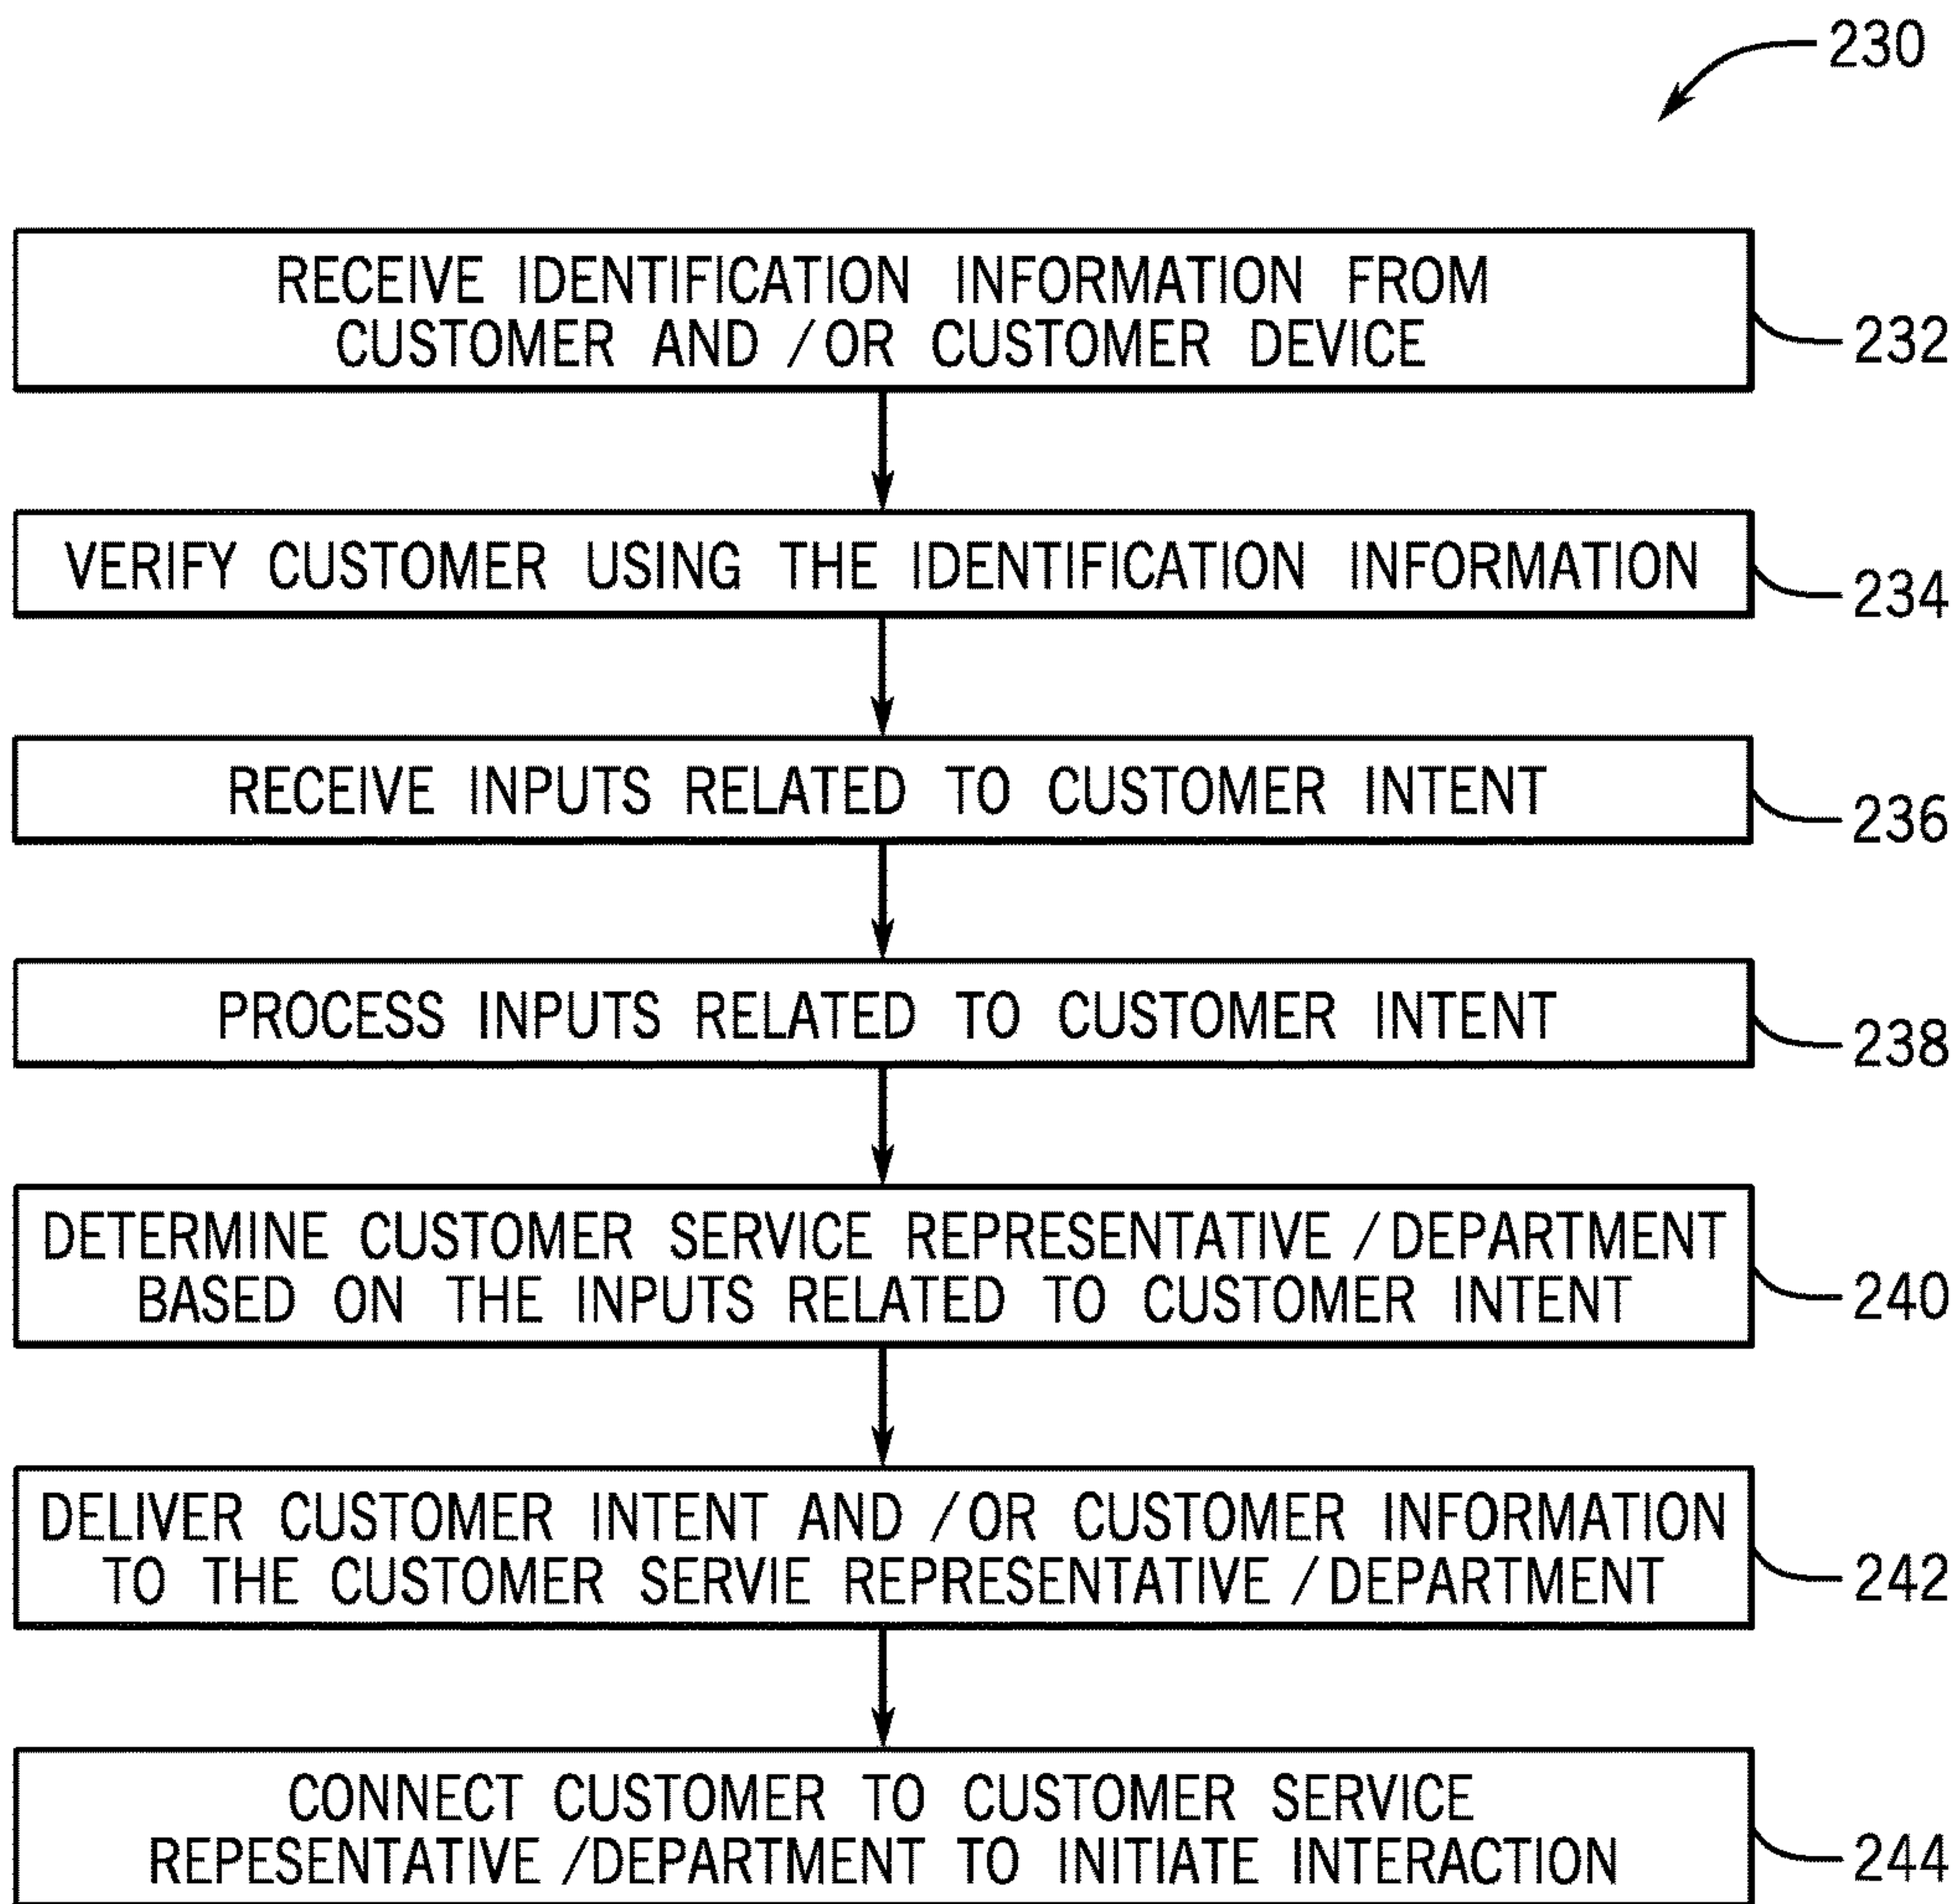 230
RECEIVE IDENTIFICATION INFORMATION FROM
CUSTOMER AND /OR CUSTOMER DEVICE
232
VERIFY CUSTOMER USING THE IDENTIFICATION INFORMATION
234
RECEIVE INPUTS RELATED TO CUSTOMER INTENT
236
PROCESS INPUTS RELATED TO CUSTOMER INTENT
238
DETERMINE CUSTOMER SERVICE REPRESENTATIVE /DEPARTMENT
BASED ON THE INPUTS RELATED TO CUSTOMER INTENT
240
DELIVER CUSTOMER INTENT AND /OR CUSTOMER INFORMATION
TO THE CUSTOMER SERVIE REPRESENTATIVE /DEPARTMENT
242
CONNECT CUSTOMER TO CUSTOMER SERVICE
REPESENTATIVE /DEPARTMENT TO INITIATE INTERACTION
244